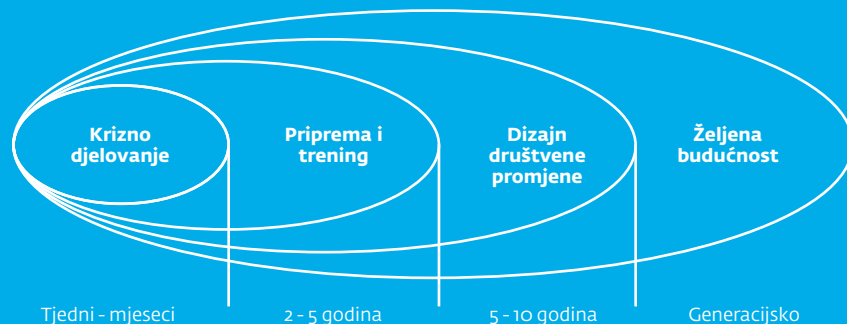 Krizno
djelovanje
Priprema i
trening
Dizajn
društvene
promjene
Željena
budućnost
Tjedni - mjeseci
2 - 5 godina
5 - 10 godina
Generacijsko